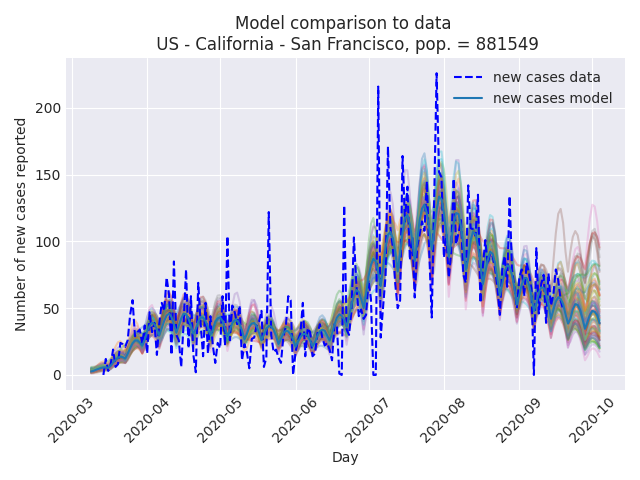 Model comparison to data
US - California - San Francisco, pop. = 881549
new cases data
new cases model
Number of new cases reported
200
150
100
50
0
2020-03
2020-04
2020-05
2020-06
2020-07
2020-08
2020-09
2020-10
Day